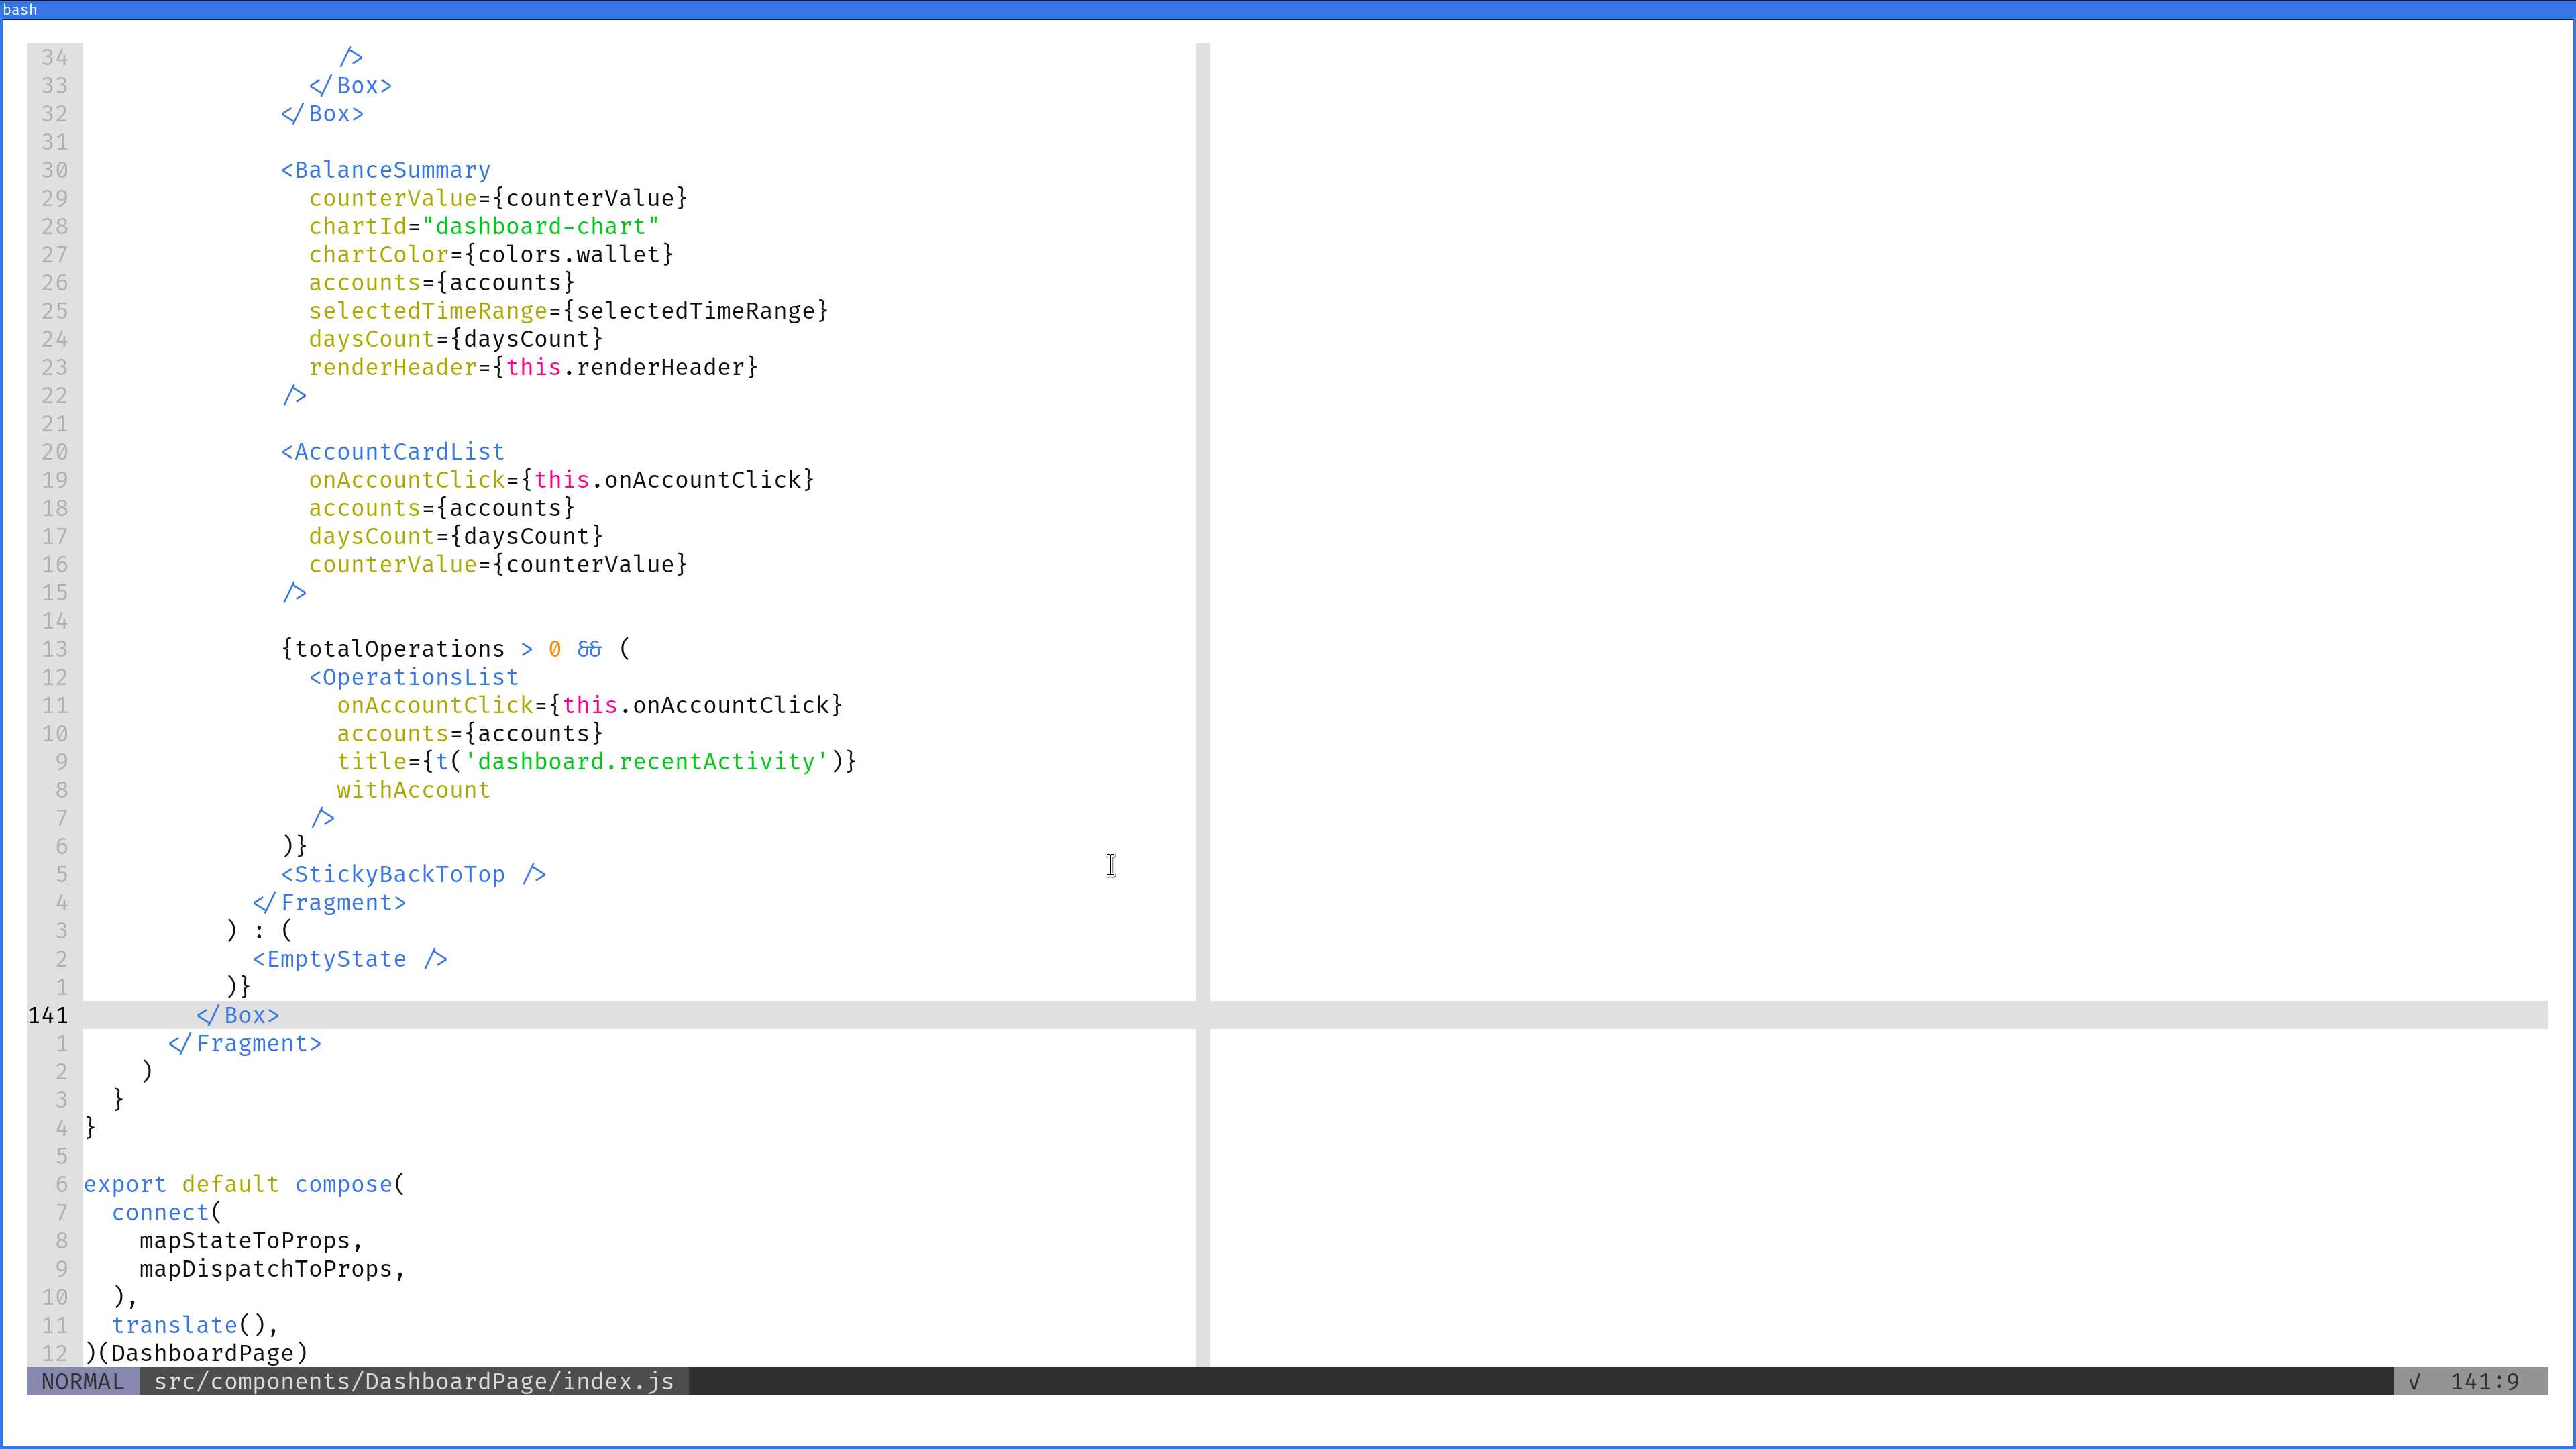 bash
34                   />
33                 </Box>
32               </Box>
31
30               <BalanceSummary
29                 counterValue={counterValue}
28                 chartId="dashboard-chart"
27                 chartColor={colors.wallet}
26                 accounts={accounts}
25                 selectedTimeRange={selectedTimeRange}
24                 daysCount={daysCount}
23                 renderHeader={this.renderHeader}
22               />
21
20               <AccountCardList
19                 onAccountClick={this.onAccountClick}
18                 accounts={accounts}
17                 daysCount={daysCount}
16                 counterValue={counterValue}
15               />
14
13               {totalOperations > 0 && (
12                 <OperationsList
11                   onAccountClick={this.onAccountClick}
10                   accounts={accounts}
9                   title={t('dashboard.recentActivity')}
8                   withAccount
7                 />
6               )}
5               <StickyBackToTop />
4             </Fragment>
3           ) : (
2             <EmptyState />
1           )}
141         </Box>
1       </Fragment>
2     )
3   }
4 }
5
6 export default compose(
7   connect(
8     mapStateToProps,
9     mapDispatchToProps,
10   ),
11   translate(),
12 )(DashboardPage)
NORMAL  src/components/DashboardPage/index.js  √  141:9